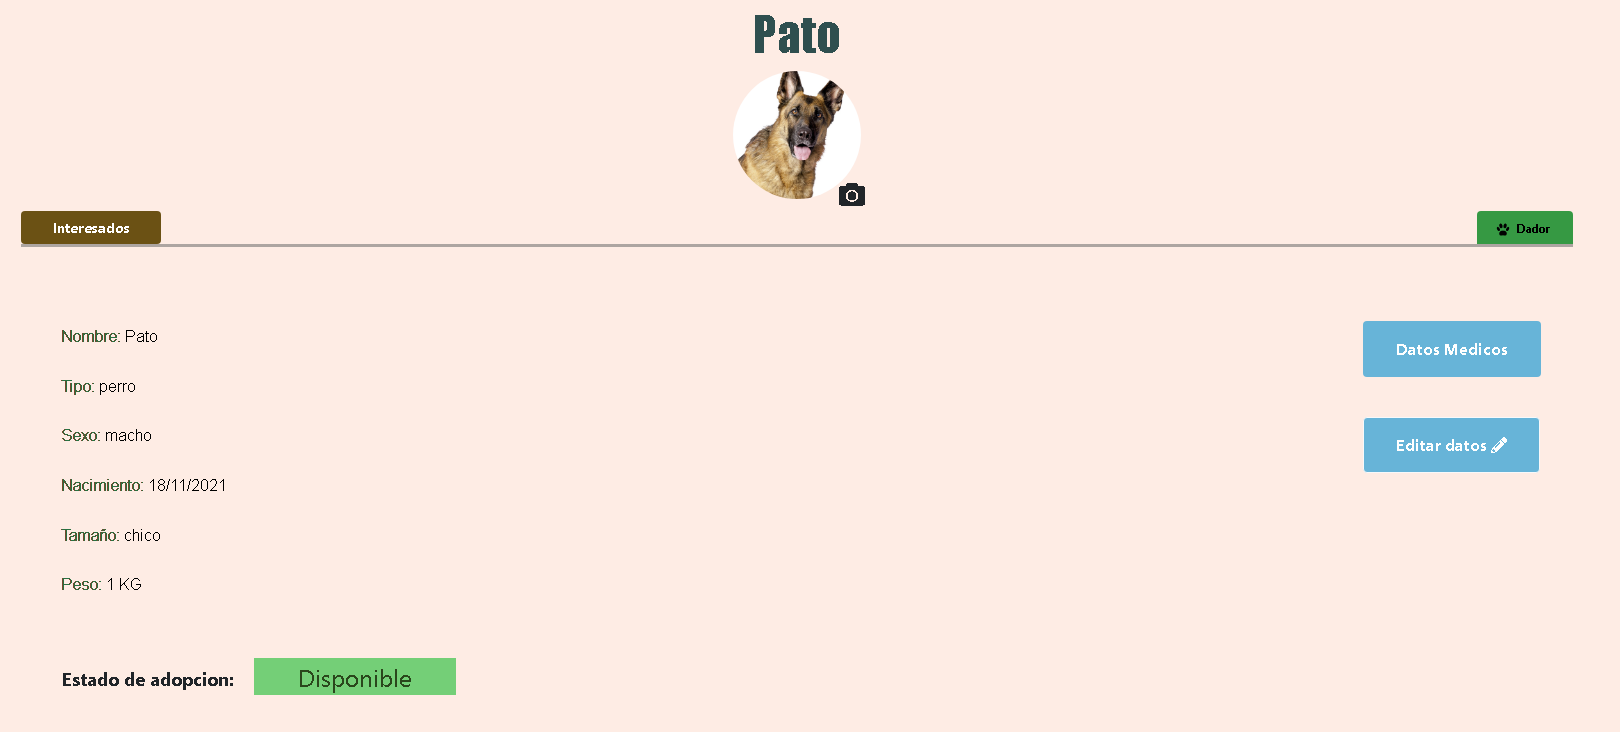 Pato
Interesados
Dador
Nombre: Pato
Datos Medicos
Tipo: perro
Sexo: macho
Editar datos
Nacimiento: 18/11/2021
Tamaño: chico
Peso: 1 KG
Estado de adopcion: Disponible